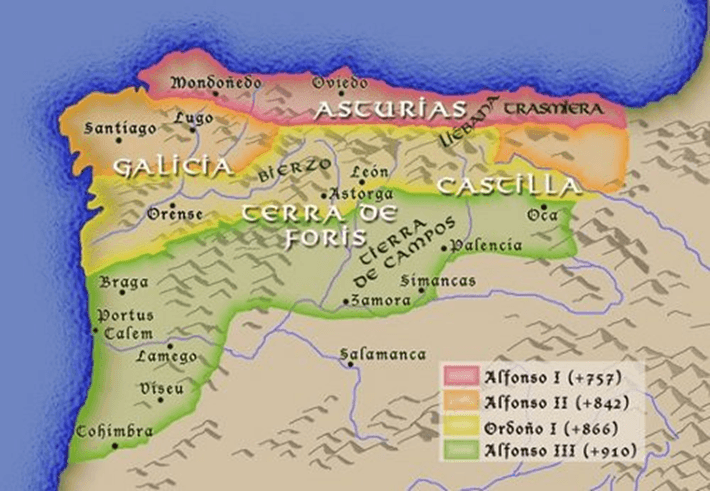 Mondoñedo
Oviedo
ASTURIAS
LIEBANA
TRASMIERA
Santiago
Lugo
GALICIA
BIERZO
León
Astorga
CASTILLA
Orense
TERRA DE
FORIS
Oca
TIERRA
DE CAMPOS
Palencia
Braga
Simancas
Zamora
Portus
Calem
Lamego
Salamanca
Viseu
Cohimbra
Alfonso I (+757)
Alfonso II (+842)
Ordoño I (+866)
Alfonso III (+910)